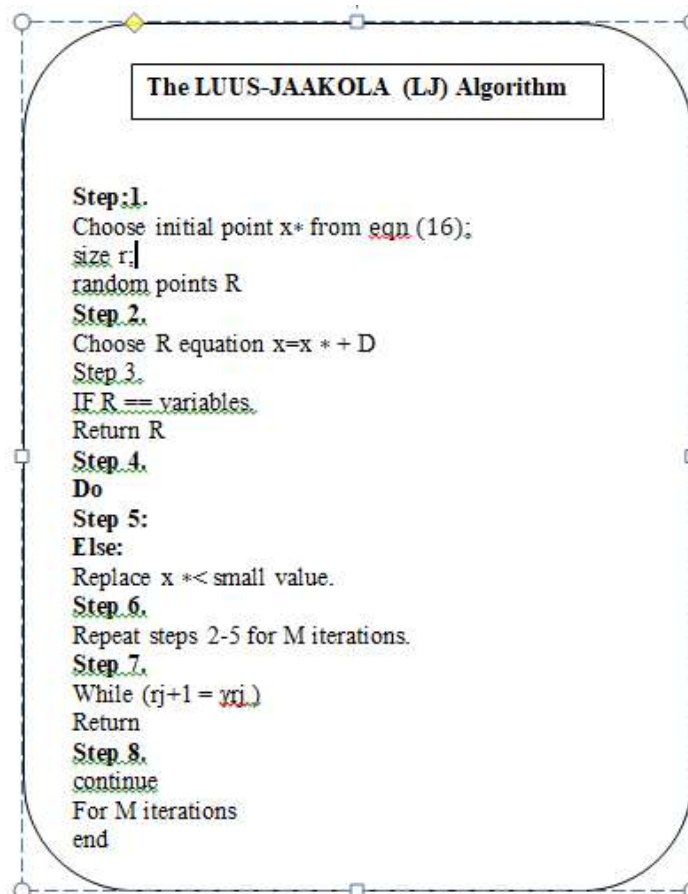 The LUUS-JAAKOLA (LJ) Algorithm
Step:1.
Choose initial point x* from eqn (16);
size r;
random points R
Step 2.
Choose R equation x=x * + D
Step 3.
IF R == variables.
Return R
Step 4.
Do
Step 5:
Else:
Replace x *< small value.
Step 6.
Repeat steps 2-5 for M iterations.
Step 7.
While (rj+1 = γrj )
Return
Step 8.
continue
For M iterations
end